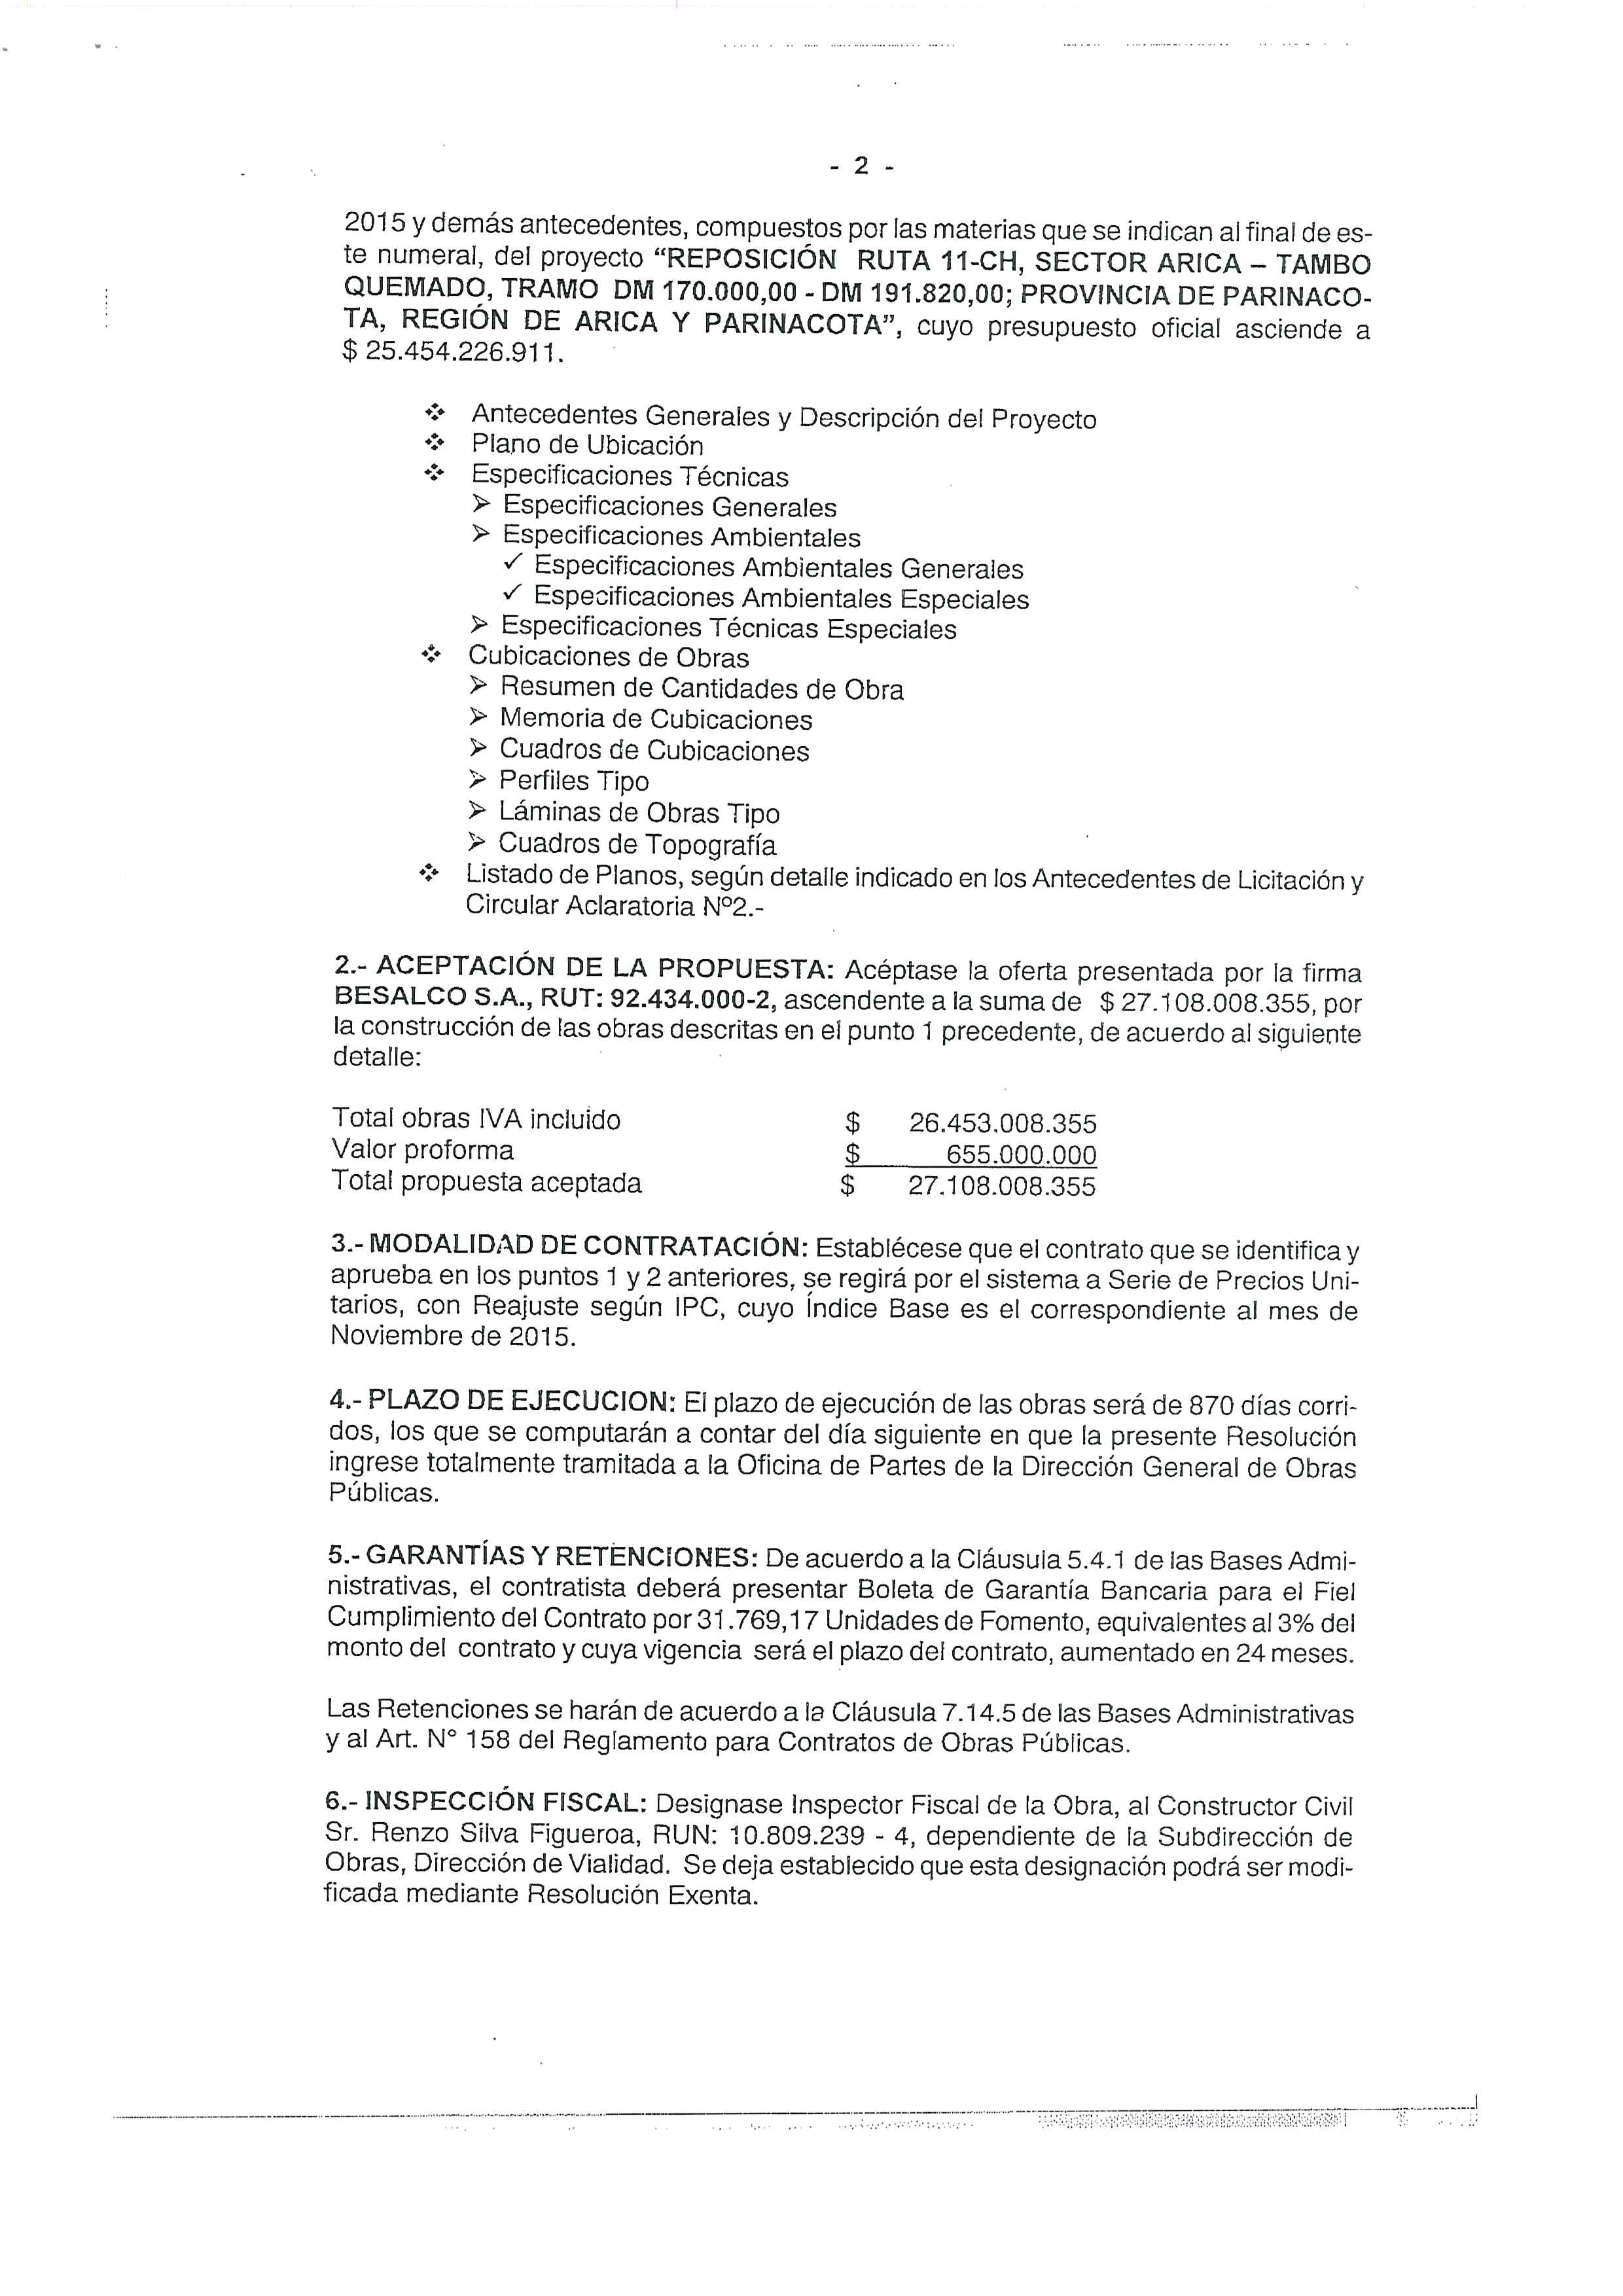 - 2 -
2015 y demás antecedentes, compuestos por las materias que se indican al final de es-
te numeral, del proyecto “REPOSICIÓN RUTA 11-CH, SECTOR ARICA – TAMBO
QUEMADO, TRAMO DM 170.000,00 - DM 191.820,00; PROVINCIA DE PARINACO-
TA, REGIÓN DE ARICA Y PARINACOTA”, cuyo presupuesto oficial asciende a
$ 25.454.226.911.
❖ Antecedentes Generales y Descripción del Proyecto
❖ Plano de Ubicación
❖ Especificaciones Técnicas
➢ Especificaciones Generales
➢ Especificaciones Ambientales
✓ Especificaciones Ambientales Generales
✓ Especificaciones Ambientales Especiales
➢ Especificaciones Técnicas Especiales
❖ Cubicaciones de Obras
➢ Resumen de Cantidades de Obra
➢ Memoria de Cubicaciones
➢ Cuadros de Cubicaciones
➢ Perfiles Tipo
➢ Láminas de Obras Tipo
➢ Cuadros de Topografía
❖ Listado de Planos, según detalle indicado en los Antecedentes de Licitación y
Circular Aclaratoria Nº2.-
2.- ACEPTACIÓN DE LA PROPUESTA: Acéptase la oferta presentada por la firma
BESALCO S.A., RUT: 92.434.000-2, ascendente a la suma de $ 27.108.008.355, por
la construcción de las obras descritas en el punto 1 precedente, de acuerdo al siguiente
detalle:
Total obras IVA incluido $ 26.453.008.355
Valor proforma $ 655.000.000
Total propuesta aceptada $ 27.108.008.355
3.- MODALIDAD DE CONTRATACIÓN: Establécese que el contrato que se identifica y
aprueba en los puntos 1 y 2 anteriores, se regirá por el sistema a Serie de Precios Uni-
tarios, con Reajuste según IPC, cuyo Índice Base es el correspondiente al mes de
Noviembre de 2015.
4.- PLAZO DE EJECUCION: El plazo de ejecución de las obras será de 870 días corri-
dos, los que se computarán a contar del día siguiente en que la presente Resolución
ingrese totalmente tramitada a la Oficina de Partes de la Dirección General de Obras
Públicas.
5.- GARANTÍAS Y RETENCIONES: De acuerdo a la Cláusula 5.4.1 de las Bases Admi-
nistrativas, el contratista deberá presentar Boleta de Garantía Bancaria para el Fiel
Cumplimiento del Contrato por 31.769,17 Unidades de Fomento, equivalentes al 3% del
monto del contrato y cuya vigencia será el plazo del contrato, aumentado en 24 meses.
Las Retenciones se harán de acuerdo a la Cláusula 7.14.5 de las Bases Administrativas
y al Art. N° 158 del Reglamento para Contratos de Obras Públicas.
6.- INSPECCIÓN FISCAL: Designase Inspector Fiscal de la Obra, al Constructor Civil
Sr. Renzo Silva Figueroa, RUN: 10.809.239 - 4, dependiente de la Subdirección de
Obras, Dirección de Vialidad. Se deja establecido que esta designación podrá ser modi-
ficada mediante Resolución Exenta.